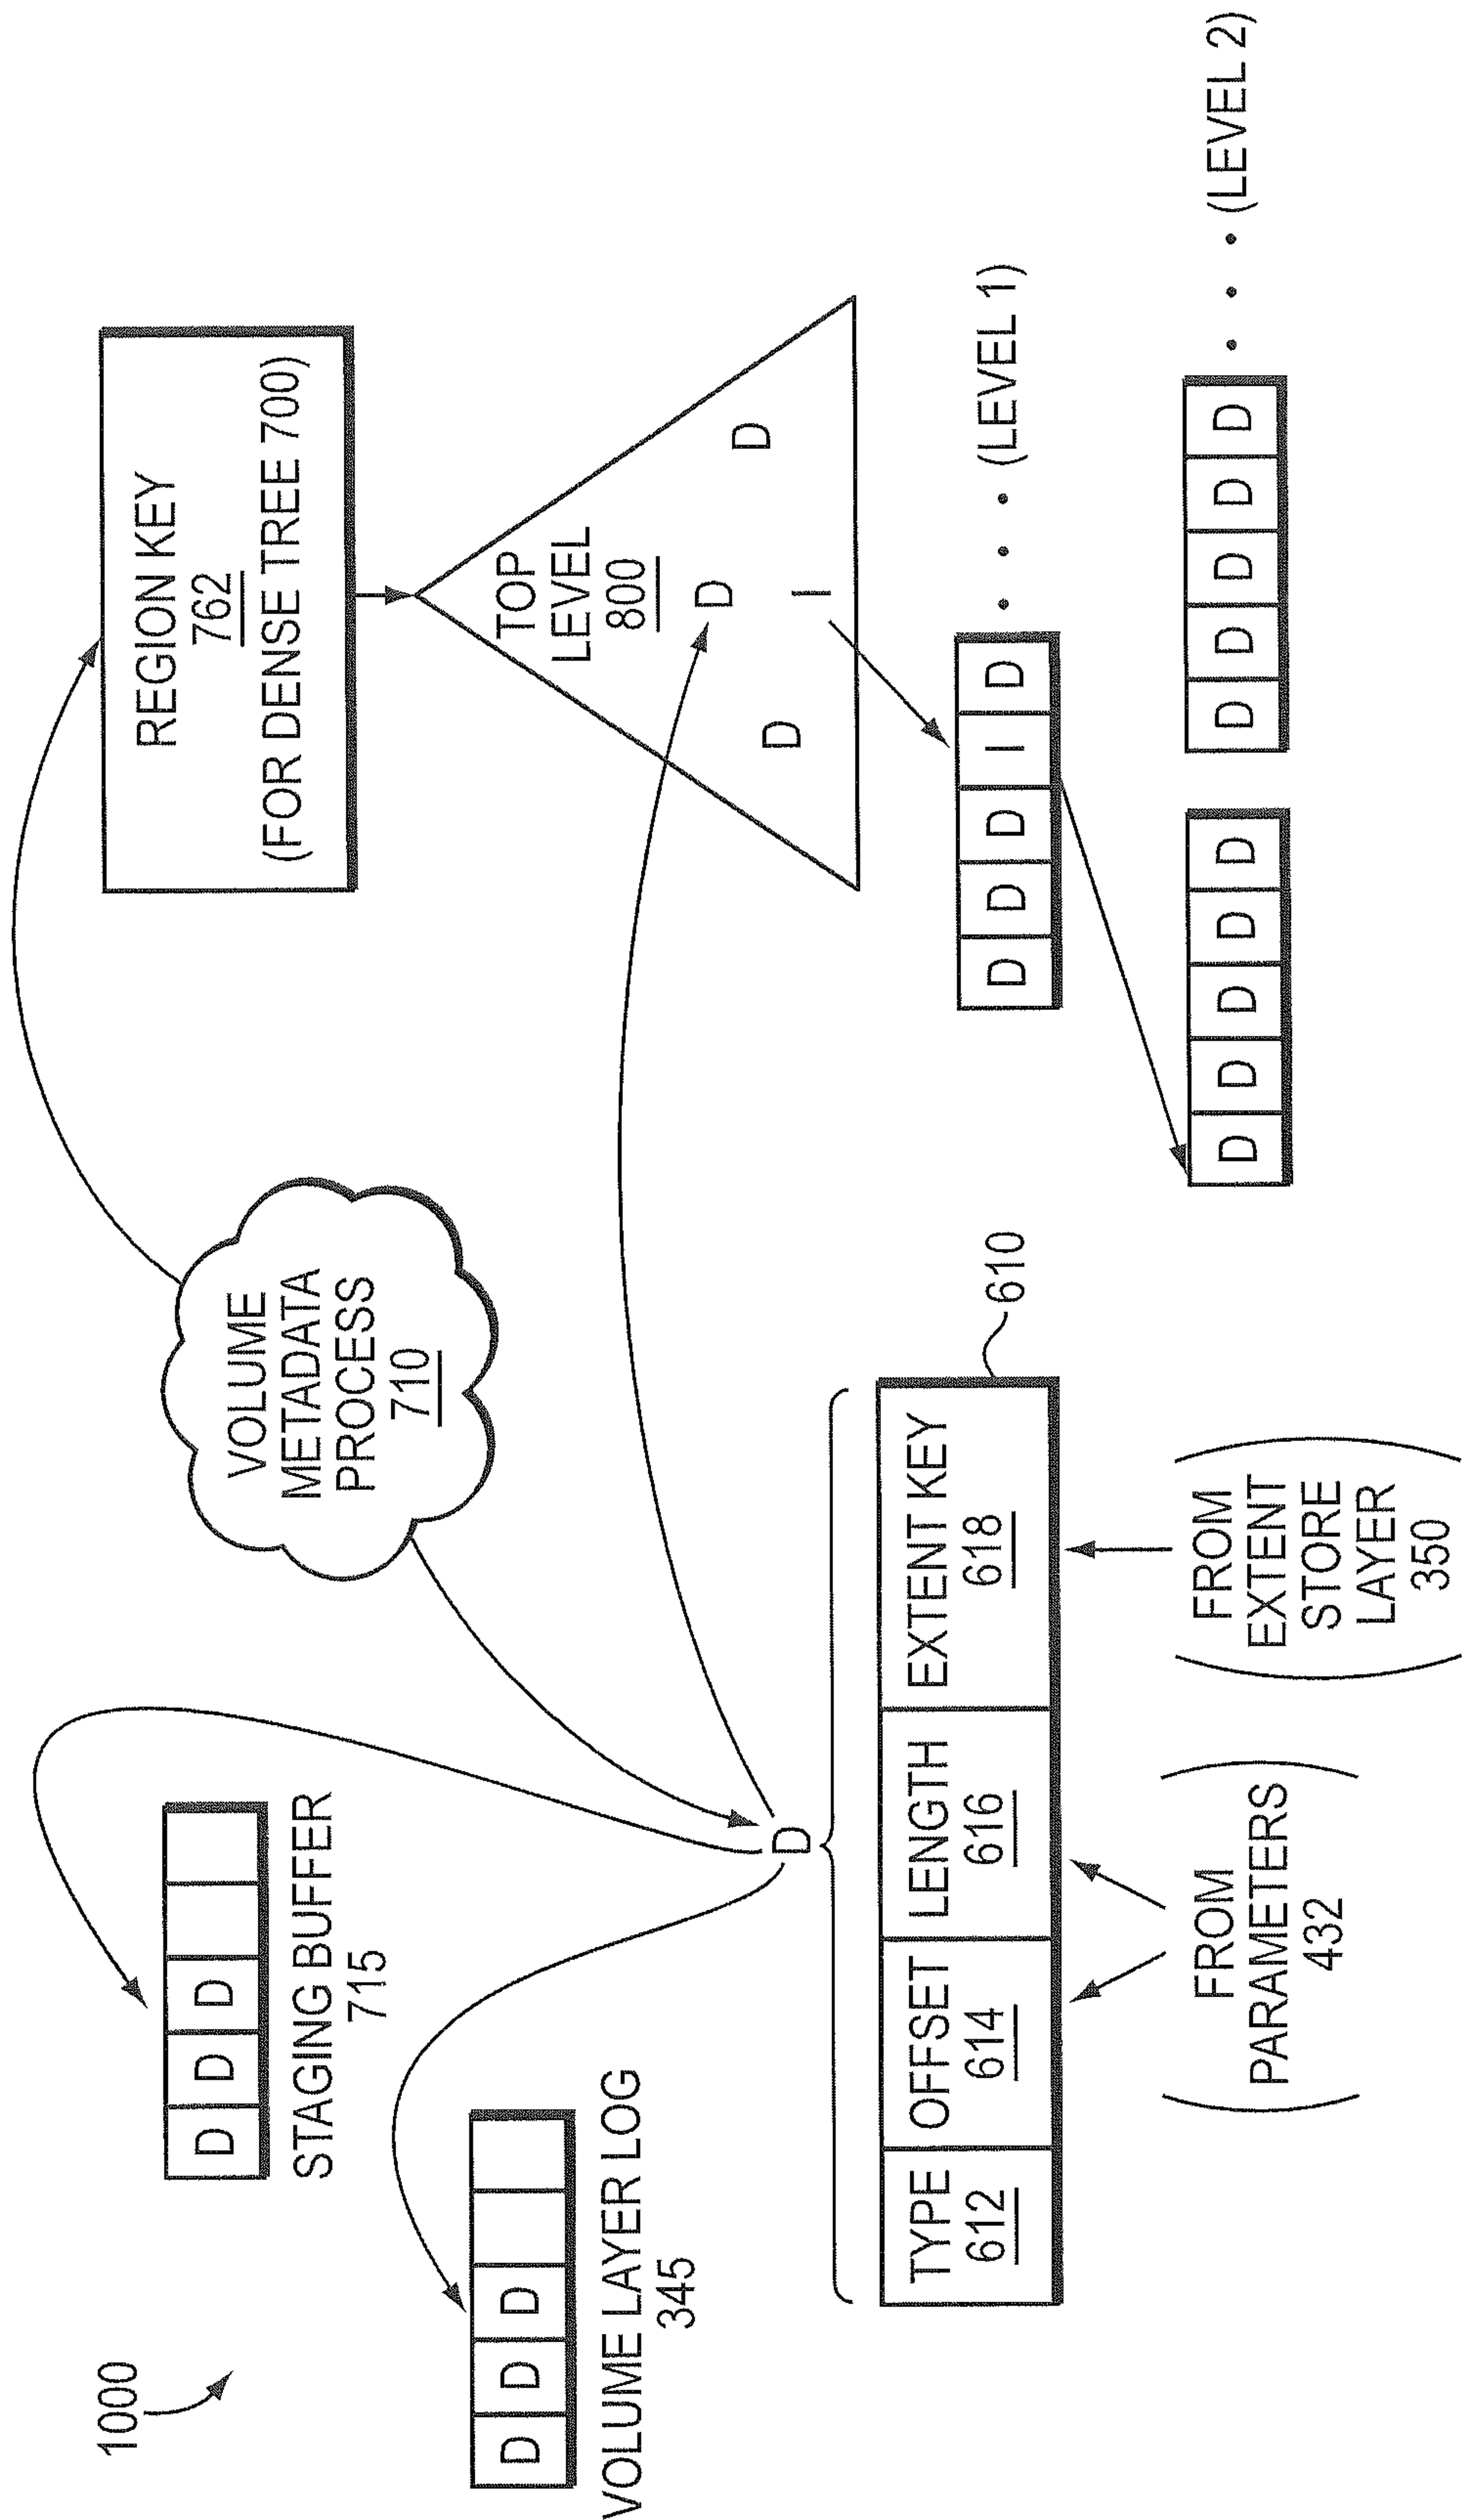 1000
D D D
STAGING BUFFER
715
D D D
VOLUME LAYER LOG
345
VOLUME
METADATA
PROCESS
710
REGION KEY
762
(FOR DENSE TREE 700)
TOP
LEVEL
800
D
D
D
I
D
D D D I D • • • (LEVEL 1)
D D D D D
D D D D D • • • (LEVEL 2)
610
TYPE
612
OFFSET
614
LENGTH
616
EXTENT KEY
618
(FROM
PARAMETERS
432)
(FROM
EXTENT
STORE
LAYER
350)